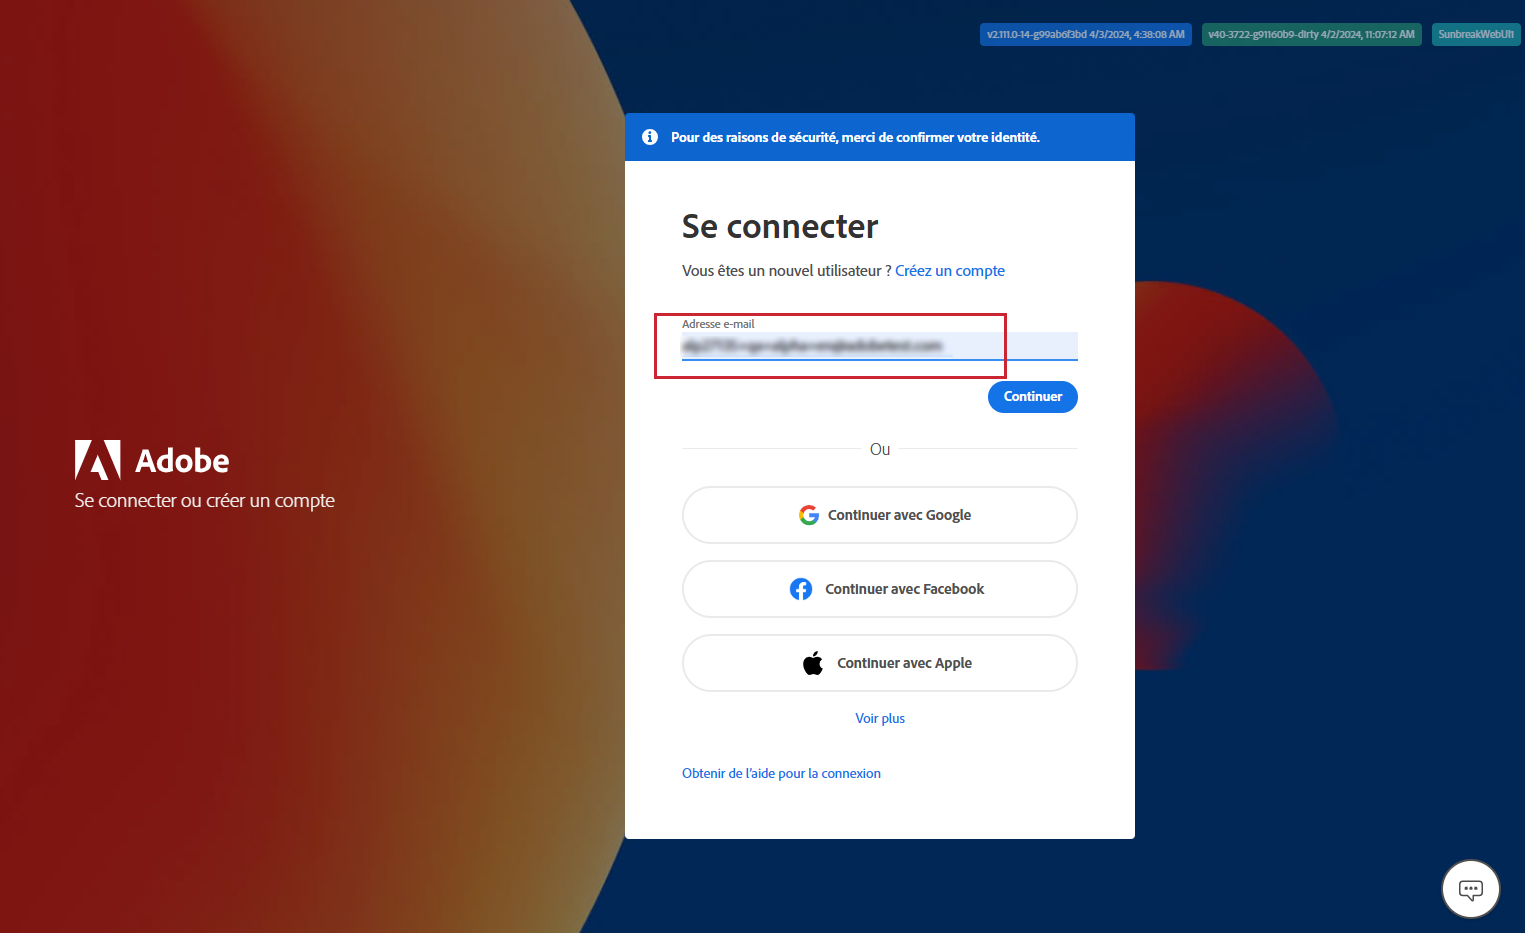 v2.111.0-14-g99ab6f3bd 4/3/2024, 4:38:08 AM
v40-3722-g91160b9-dirty 4/2/2024, 11:07:12 AM
SunbreakWebUI1
Pour des raisons de sécurité, merci de confirmer votre identité.
Se connecter
Vous êtes un nouvel utilisateur ? Créez un compte
Adresse e-mail
Continuer
Ou
Adobe
Se connecter ou créer un compte
Continuer avec Google
Continuer avec Facebook
Continuer avec Apple
Voir plus
Obtenir de l'aide pour la connexion